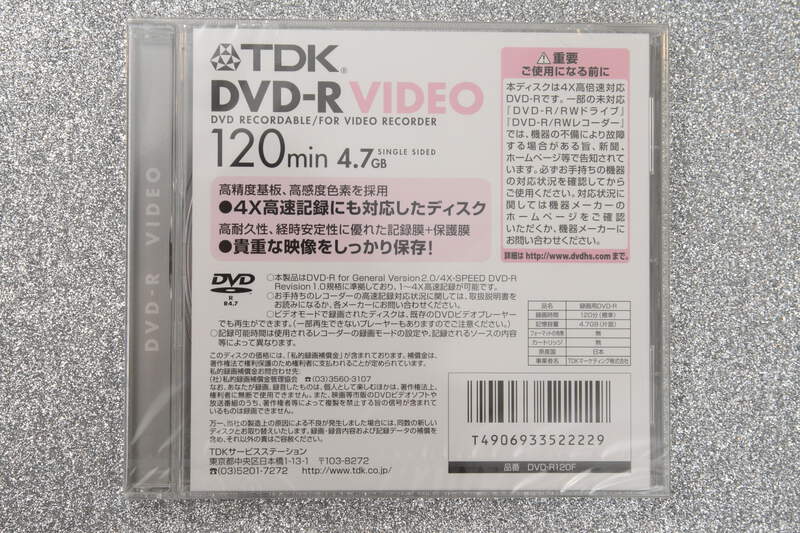 TDK®
DVD-R VIDEO
DVD RECORDABLE/FOR VIDEO RECORDER
120min 4.7GB SINGLE SIDED
高精度基板、高感度色素を採用
●4X高速記録にも対応したディスク
高耐久性、経時安定性に優れた記録膜+保護膜
●貴重な映像をしっかり保存!
重要
ご使用になる前に
本ディスクは4X高倍速対応
DVD-Rです。一部の未対応
『DVD-R/RWドライブ』
『DVD-R/RWレコーダー』
では、機器の不備により故障
する場合がある旨、新聞、
ホームページ等で告知されて
います。必ずお手持ちの機器
の対応状況を確認してから
ご使用ください。対応状況に
関しては機器メーカーの
ホームページをご確認
いただくか、機器メーカーに
お問い合わせください。
詳細は http://www.dvdhs.com まで。
DVD
R
R4.7
○本製品はDVD-R for General Version2.0/4X-SPEED DVD-R
Revision 1.0規格に準拠しており、1〜4X高速記録が可能です。
○お手持ちのレコーダーの高速記録対応状況に関しては、取扱説明書を
お読みになるか、各メーカーにお問い合わせください。
○ビデオモードで録画されたディスクは、既存のDVDビデオプレーヤー
でも再生ができます。(一部再生できないプレーヤーもありますのでご注意ください。)
○記録可能時間は使用されるレコーダーの録画モードの設定や、記録されるソースの内容
等によって異なります。
このディスクの価格には、「私的録画補償金」が含まれております。補償金は、
著作権法で権利保護のため権利者に支払われることが定められています。
私的録画補償金お問合わせ先:
(社)私的録画補償金管理協会 ☎(03)3560-3107
なお、あなたが録画、録音したものは、個人として楽しむほかは、著作権法上、
権利者に無断で使用できません。また、映画等市販のDVDビデオソフトや
放送番組のうち、著作権者等によって複製を禁止する旨の信号が含まれて
いるものは録画できません。
万一、当社の製造上の原因による不良が発生しました場合には、同数の新しい
ディスクとお取り替えいたします。録画・録音内容および記録データの補償を
含め、それ以外の責はご容赦ください。
TDKサービスステーション
東京都中央区日本橋1-13-1 〒103-8272
☎(03)5201-7272 http://www.tdk.co.jp/
品名 録画用DVD-R
録画時間 120分(標準)
記憶容量 4.7GB(片面)
フォーマットの有無 無
カートリッジ 無
原産国 日本
事業者名 TDKマーケティング株式会社
T4906933522229
品番 DVD-R120F
DVD-R VIDEO